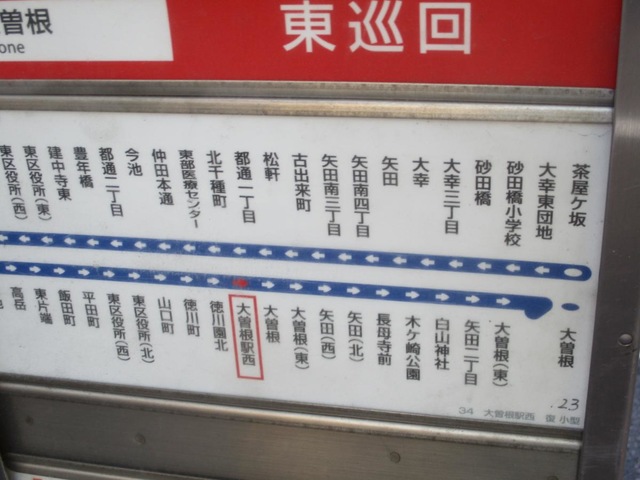 曽根
one
東巡回
茶屋ケ坂
大幸東団地
砂田橋小学校
砂田橋
大幸三丁目
大幸
矢田
矢田南四丁目
矢田南三丁目
古出来町
松軒
都通一丁目
北千種町
東部医療センター
仲田本通
今池
都通二丁目
豊年橋
建中寺東
東区役所(東)
東区役所(西)
高岳
東片端
飯田町
平田町
東区役所(西)
東区役所(北)
山口町
徳川町
徳川園北
大曽根駅西
大曽根
大曽根(東)
矢田(西)
矢田(北)
長母寺前
木ケ崎公園
白山神社
矢田二丁目
大曽根(東)
大曽根
.23
34 大曽根駅西 復 小型